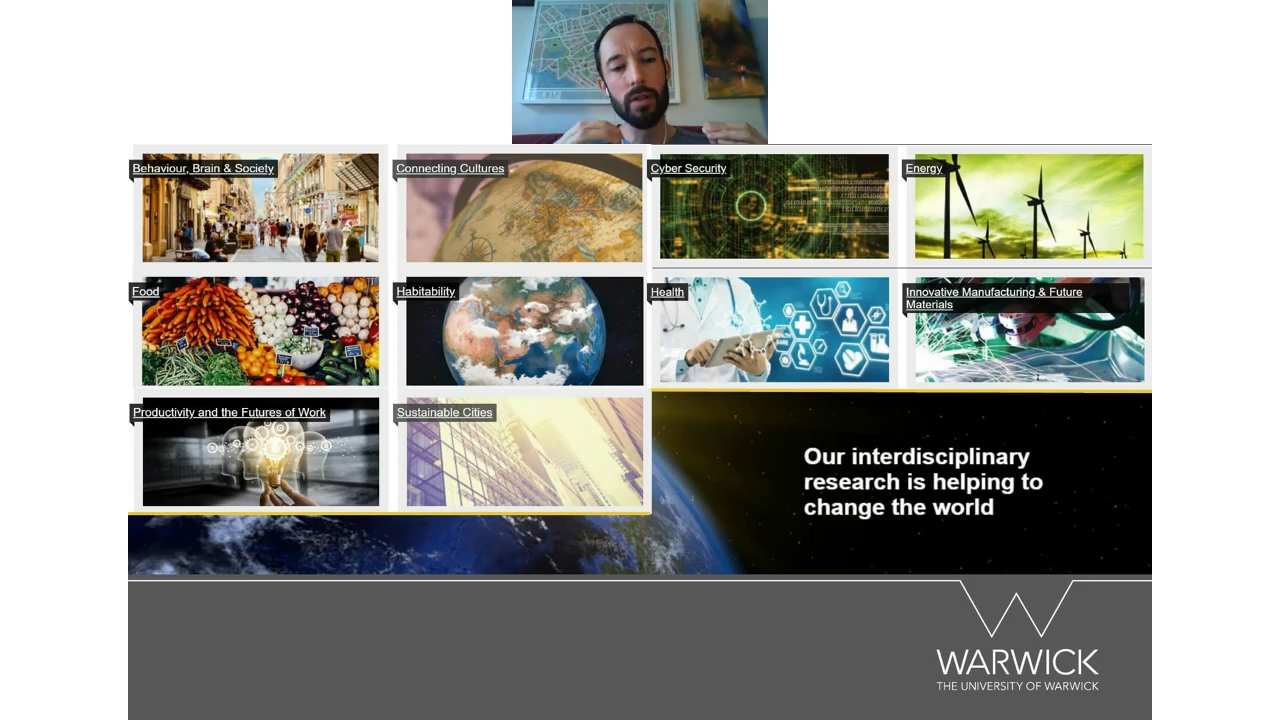 Behaviour, Brain & Society
Connecting Cultures
Cyber Security
Energy
Food
Habitability
Health
Innovative Manufacturing & Future
Materials
Productivity and the Futures of Work
Sustainable Cities
Our interdisciplinary
research is helping to
change the world
WARWICK
THE UNIVERSITY OF WARWICK